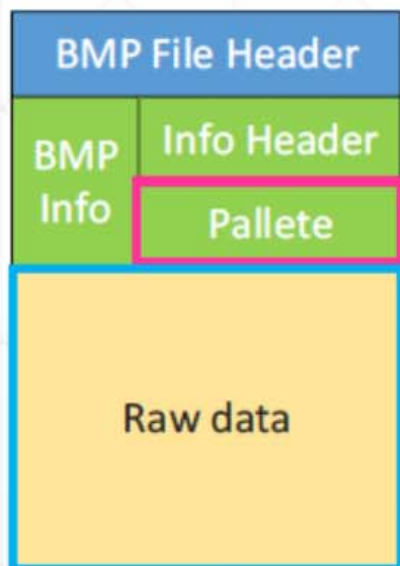 BMP File Header
BMP
Info
Info Header
Pallete
Raw data